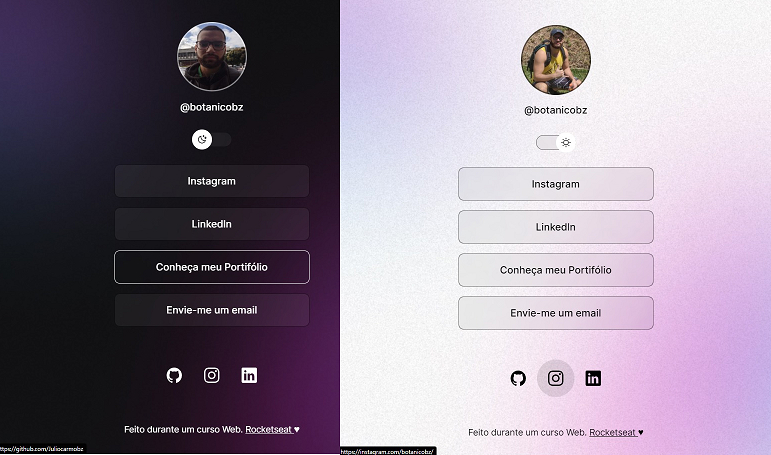 @botanicobz
Instagram
LinkedIn
Conheça meu Portifólio
Envie-me um email
Feito durante um curso Web. Rocketseat ♥
ttps://github.com/Juliocarmobz
@botanicobz
Instagram
LinkedIn
Conheça meu Portifólio
Envie-me um email
Feito durante um curso Web. Rocketseat ♥
https://instagram.com/botanicobz/